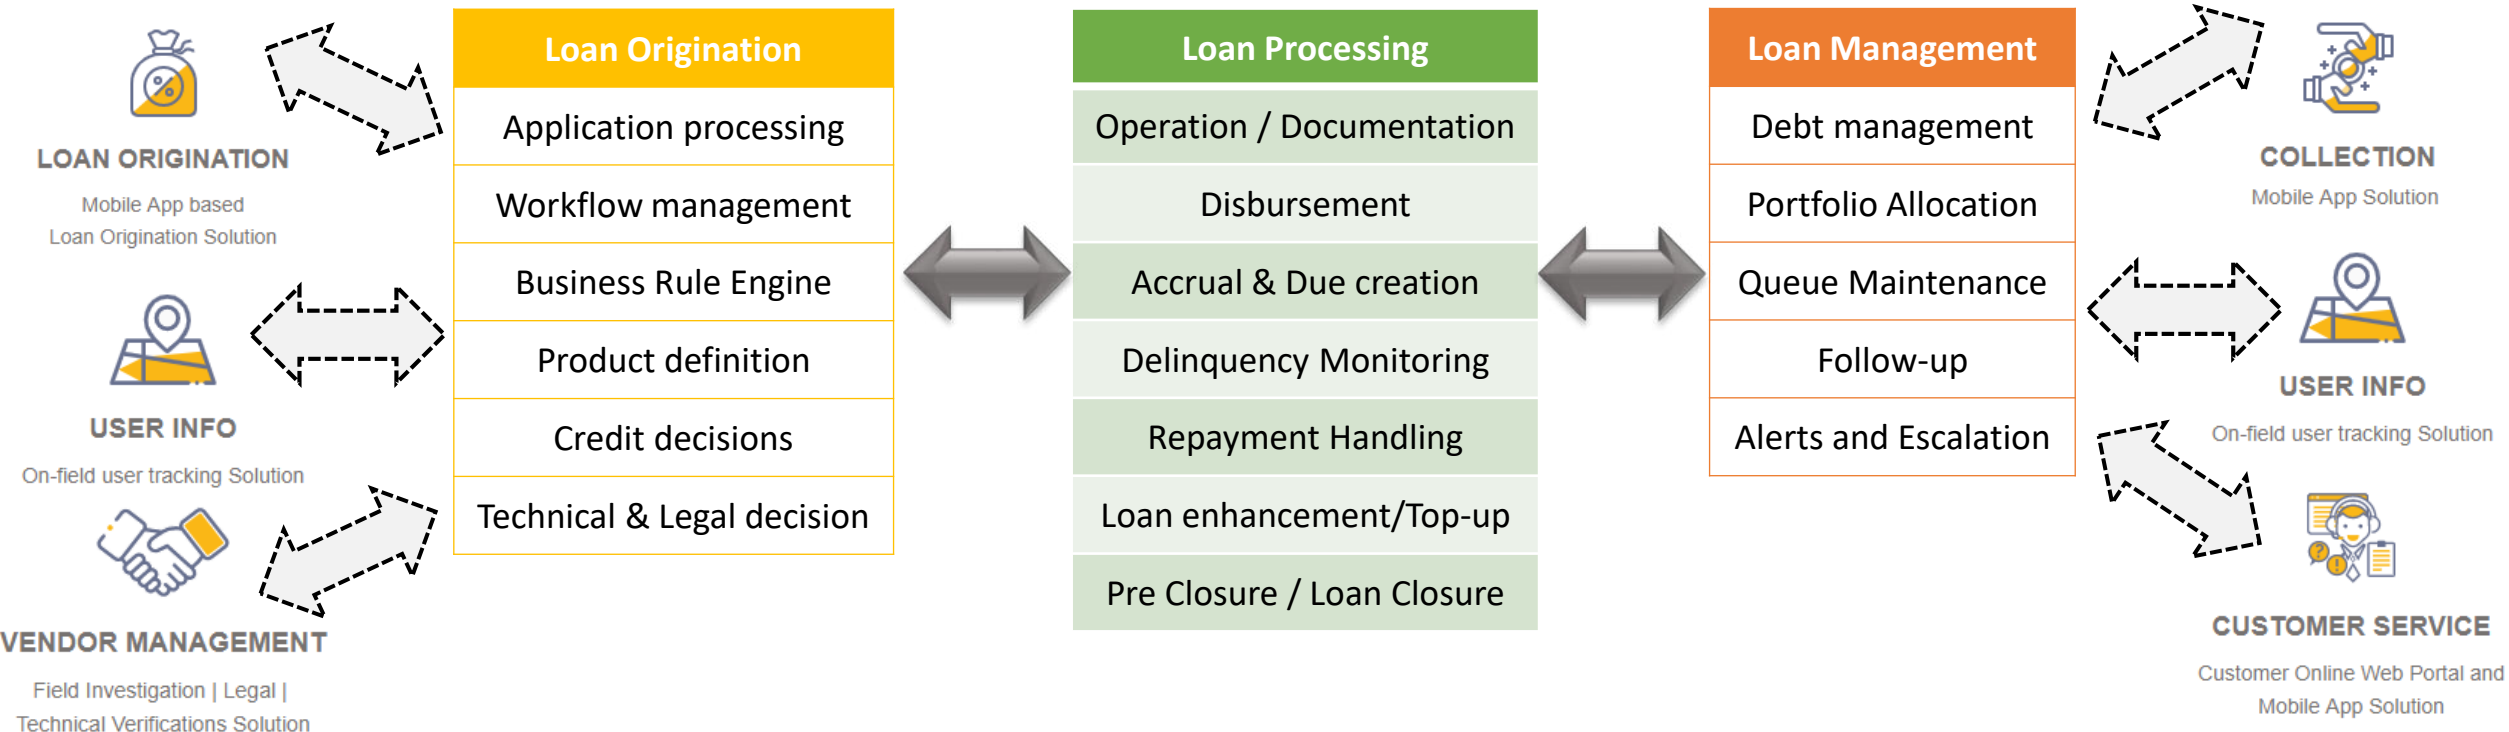 LOAN ORIGINATION
Mobile App based
Loan Origination Solution
USER INFO
On-field user tracking Solution
VENDOR MANAGEMENT
Field Investigation | Legal |
Technical Verifications Solution
Loan Origination
Application processing
Workflow management
Business Rule Engine
Product definition
Credit decisions
Technical & Legal decision
Loan Processing
Operation / Documentation
Disbursement
Accrual & Due creation
Delinquency Monitoring
Repayment Handling
Loan enhancement/Top-up
Pre Closure / Loan Closure
Loan Management
Debt management
Portfolio Allocation
Queue Maintenance
Follow-up
Alerts and Escalation
COLLECTION
Mobile App Solution
USER INFO
On-field user tracking Solution
CUSTOMER SERVICE
Customer Online Web Portal and
Mobile App Solution